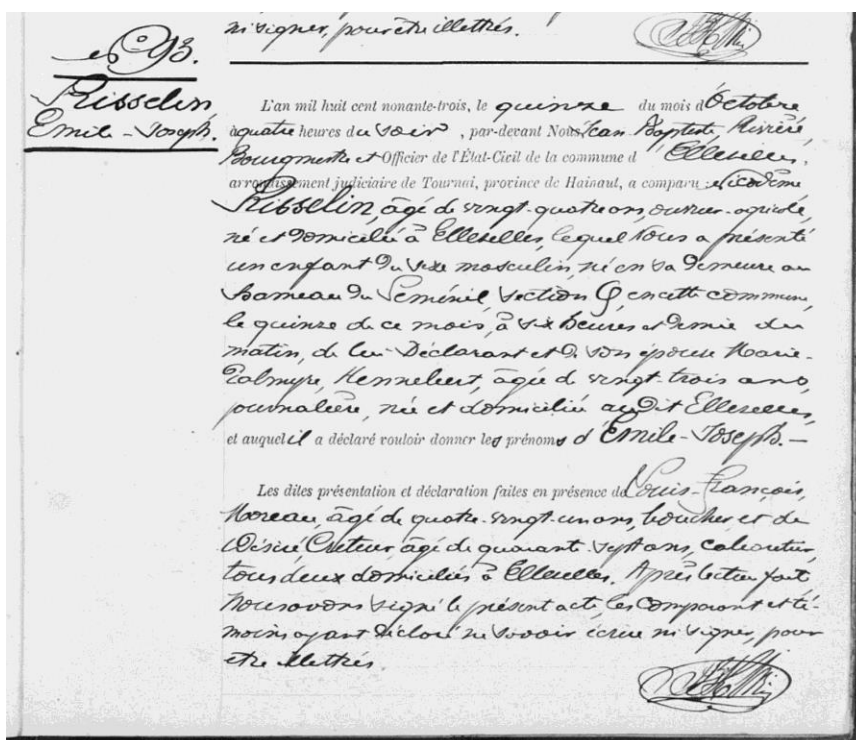 ni signer, pour être illettrés.
N° 93.
Risselin
Emile-Joseph.
L'an mil huit cent nonante-trois, le quinze du mois d'Octobre
à quatre heures du soir, par-devant Nous Jean Baptiste, Rivière,
Bourgmestre et Officier de l'État-Civil de la commune d'Ellezelles,
arrondissement judiciaire de Tournai, province de Hainaut, a comparu: Nicodème
Risselin, âgé de vingt-quatre ans, ouvrier-agricole,
né et domicilié à Ellezelles, lequel Nous a présenté
un enfant du sexe masculin, né en sa demeure au
hameau du Seménil, section G, en cette commune,
le quinze de ce mois, à six heures et demie du
matin, de lui Déclarant et de son épouse Marie-
Palmyre, Hennebert, âgée de vingt-trois ans,
journalière, née et domiciliée audit Ellezelles,
et auquel il a déclaré vouloir donner les prénoms d'Emile-Joseph.-
Les dites présentation et déclaration faites en présence de Louis-François,
Moreau, âgé de quatre-vingt-un ans, boucher, et de
Désiré, Creteur, âgé de quarante-sept ans, cabaretier,
tous deux domiciliés à Ellezelles. Après lecture faite
Nous avons signé le présent acte, les comparant et té-
moins ayant déclaré ne savoir écrire ni signer, pour
être illettrés.